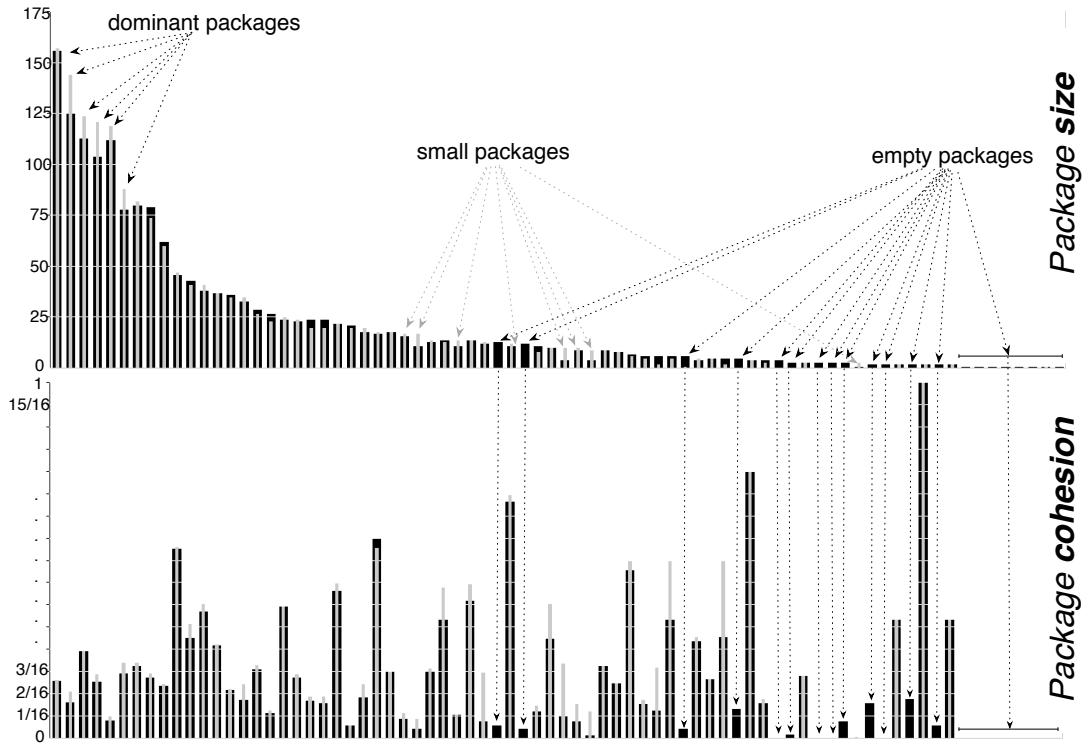 175
dominant packages
150
125
small packages
empty packages
100
75
50
25
0
Package size
1
15/16
3/16
2/16
1/16
0
Package cohesion